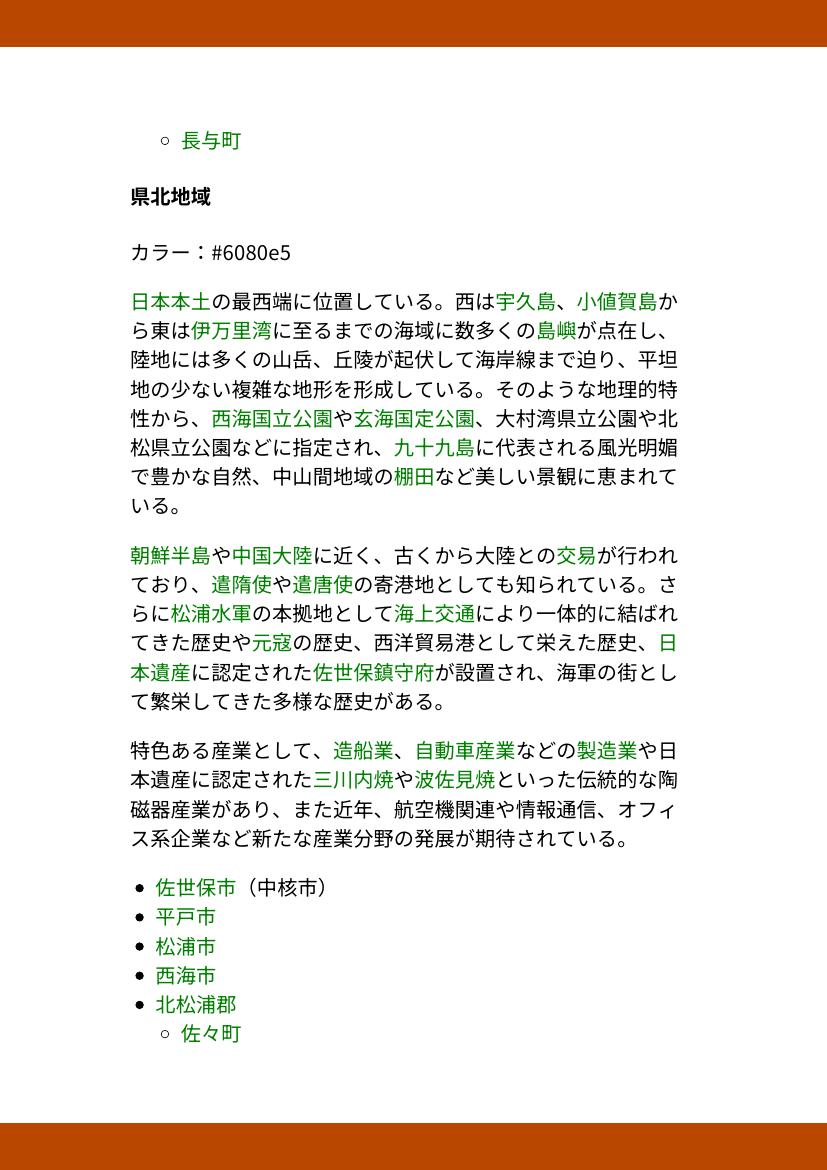 長与町
県北地域
カラー：#6080e5
日本本土の最西端に位置している。西は宇久島、小値賀島か
ら東は伊万里湾に至るまでの海域に数多くの島嶼が点在し、
陸地には多くの山岳、丘陵が起伏して海岸線まで迫り、平坦
地の少ない複雑な地形を形成している。そのような地理的特
性から、西海国立公園や玄海国定公園、大村湾県立公園や北
松県立公園などに指定され、九十九島に代表される風光明媚
で豊かな自然、中山間地域の棚田など美しい景観に恵まれて
いる。
朝鮮半島や中国大陸に近く、古くから大陸との交易が行われ
ており、遣隋使や遣唐使の寄港地としても知られている。さ
らに松浦水軍の本拠地として海上交通により一体的に結ばれ
てきた歴史や元寇の歴史、西洋貿易港として栄えた歴史、日
本遺産に認定された佐世保鎮守府が設置され、海軍の街とし
て繁栄してきた多様な歴史がある。
特色ある産業として、造船業、自動車産業などの製造業や日
本遺産に認定された三川内焼や波佐見焼といった伝統的な陶
磁器産業があり、また近年、航空機関連や情報通信、オフィ
ス系企業など新たな産業分野の発展が期待されている。
佐世保市（中核市）
平戸市
松浦市
西海市
北松浦郡
佐々町